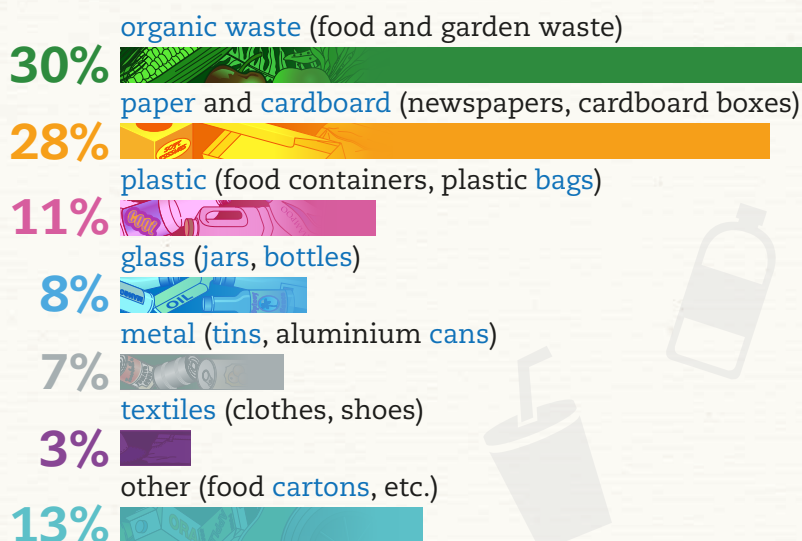 organic waste (food and garden waste)
30%
paper and cardboard (newspapers, cardboard boxes)
28%
plastic (food containers, plastic bags)
11%
COOL
glass (jars, bottles)
8%
OIL
metal (tins, aluminium cans)
7%
textiles (clothes, shoes)
3%
other (food cartons, etc.)
13%